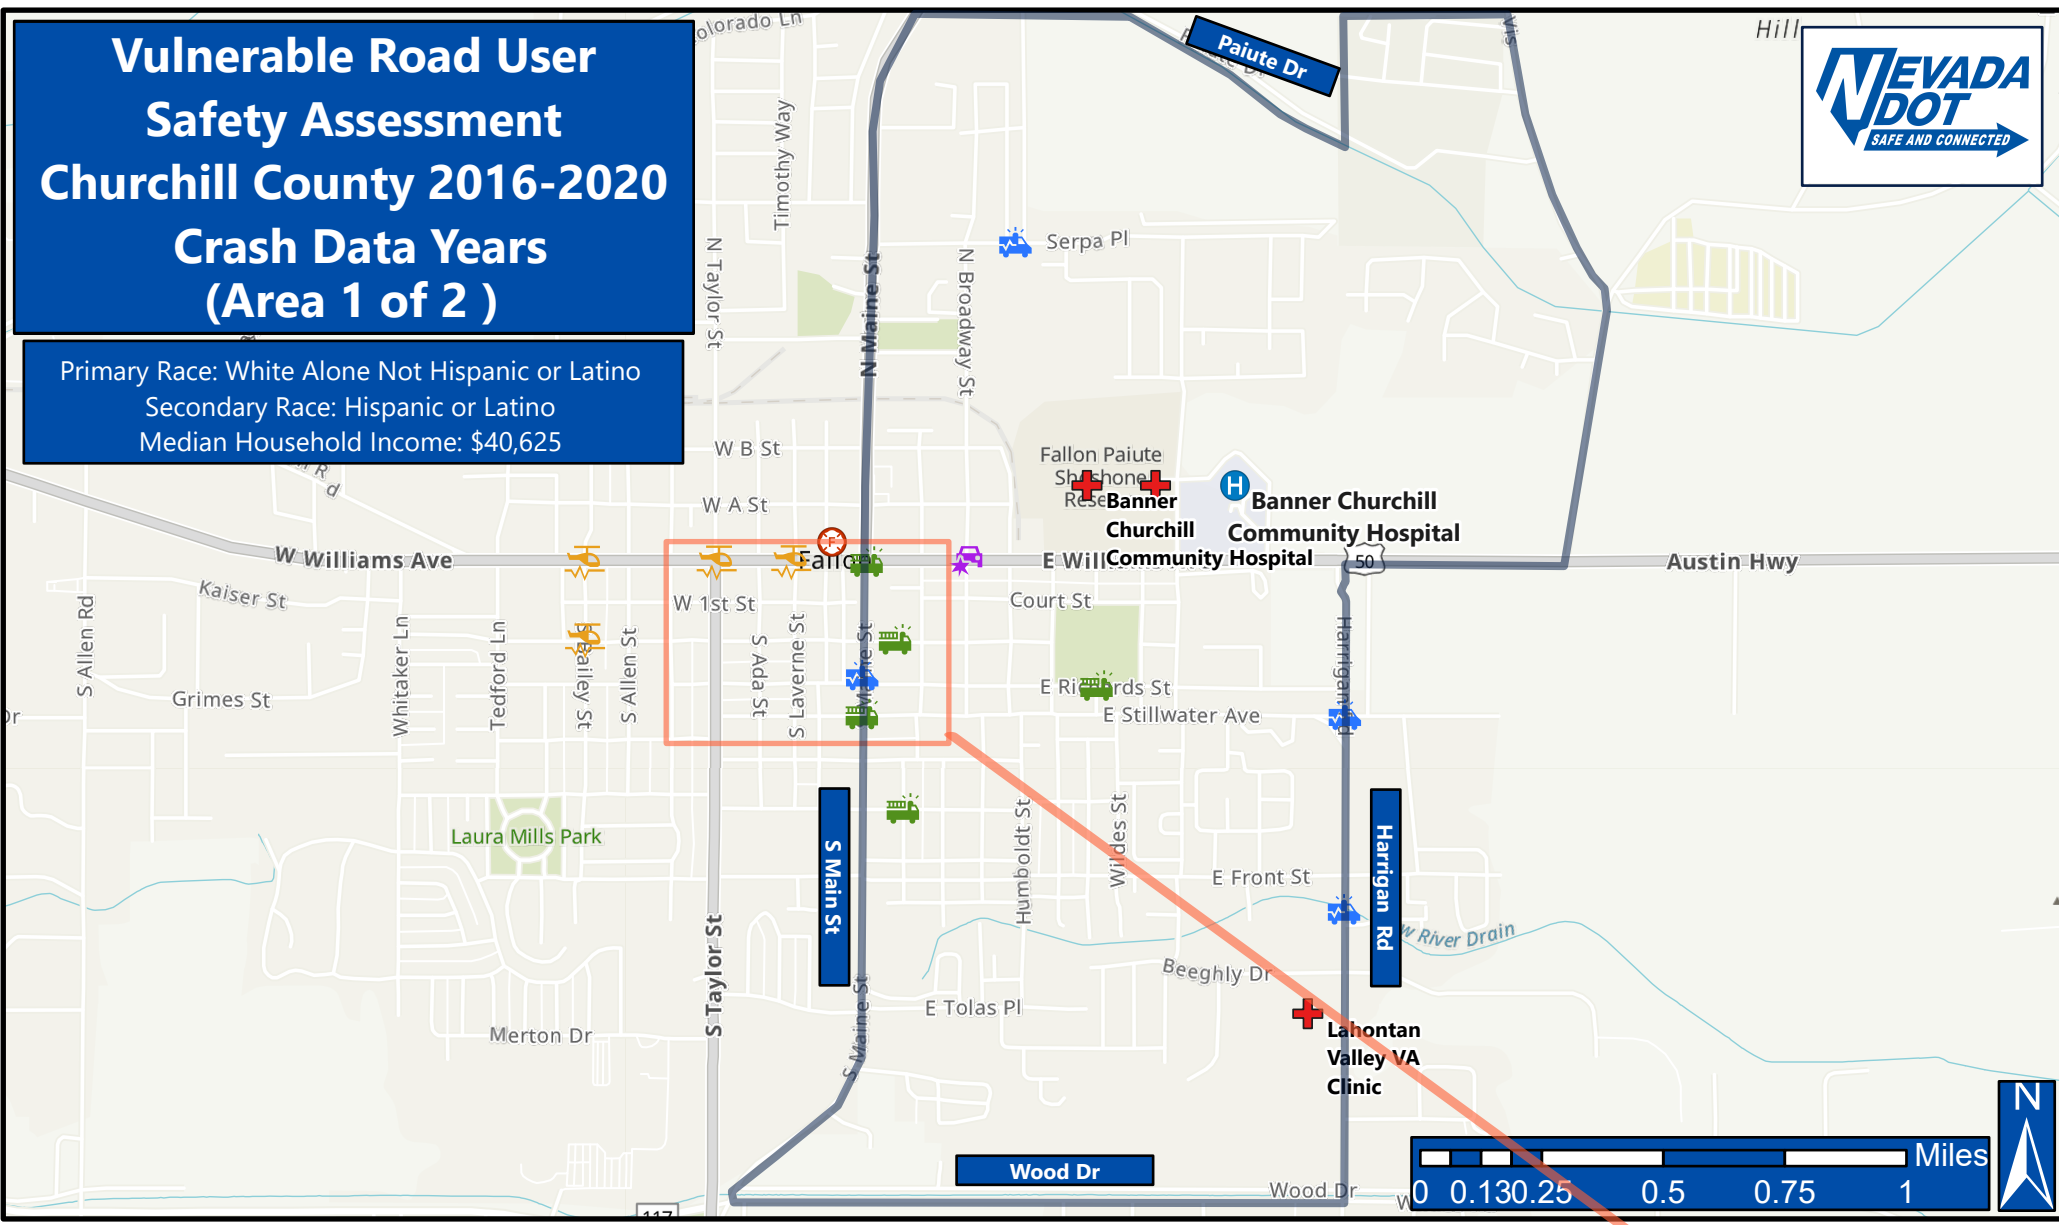 Vulnerable Road User
Safety Assessment
Churchill County 2016-2020
Crash Data Years
(Area 1 of 2 )
Primary Race: White Alone Not Hispanic or Latino
Secondary Race: Hispanic or Latino
Median Household Income: $40,625
NEVADA
DOT
SAFE AND CONNECTED
Paiute Dr
Timothy Way
N Taylor St
N Maine St
N Broadway St
Serpa Pl
W B St
W A St
Fallon Paiute
Banner
Churchill
Community Hospital
H
Banner Churchill
Community Hospital
W Williams Ave
F
Fallon
50
Austin Hwy
Kaiser St
W 1st St
Court St
S Allen Rd
Whitaker Ln
Tedford Ln
S Allen St
S Ada St
S Laverne St
Harrigan Rd
Grimes St
E Stillwater Ave
Laura Mills Park
S Main St
Humboldt St
Wildes St
E Front St
Harrigan Rd
S Taylor St
S Maine St
Beeghly Dr
E Tolas Pl
Merton Dr
Lahontan
Valley VA
Clinic
Wood Dr
Wood Dr
117
N
Miles
0 0.13 0.25 0.5 0.75 1